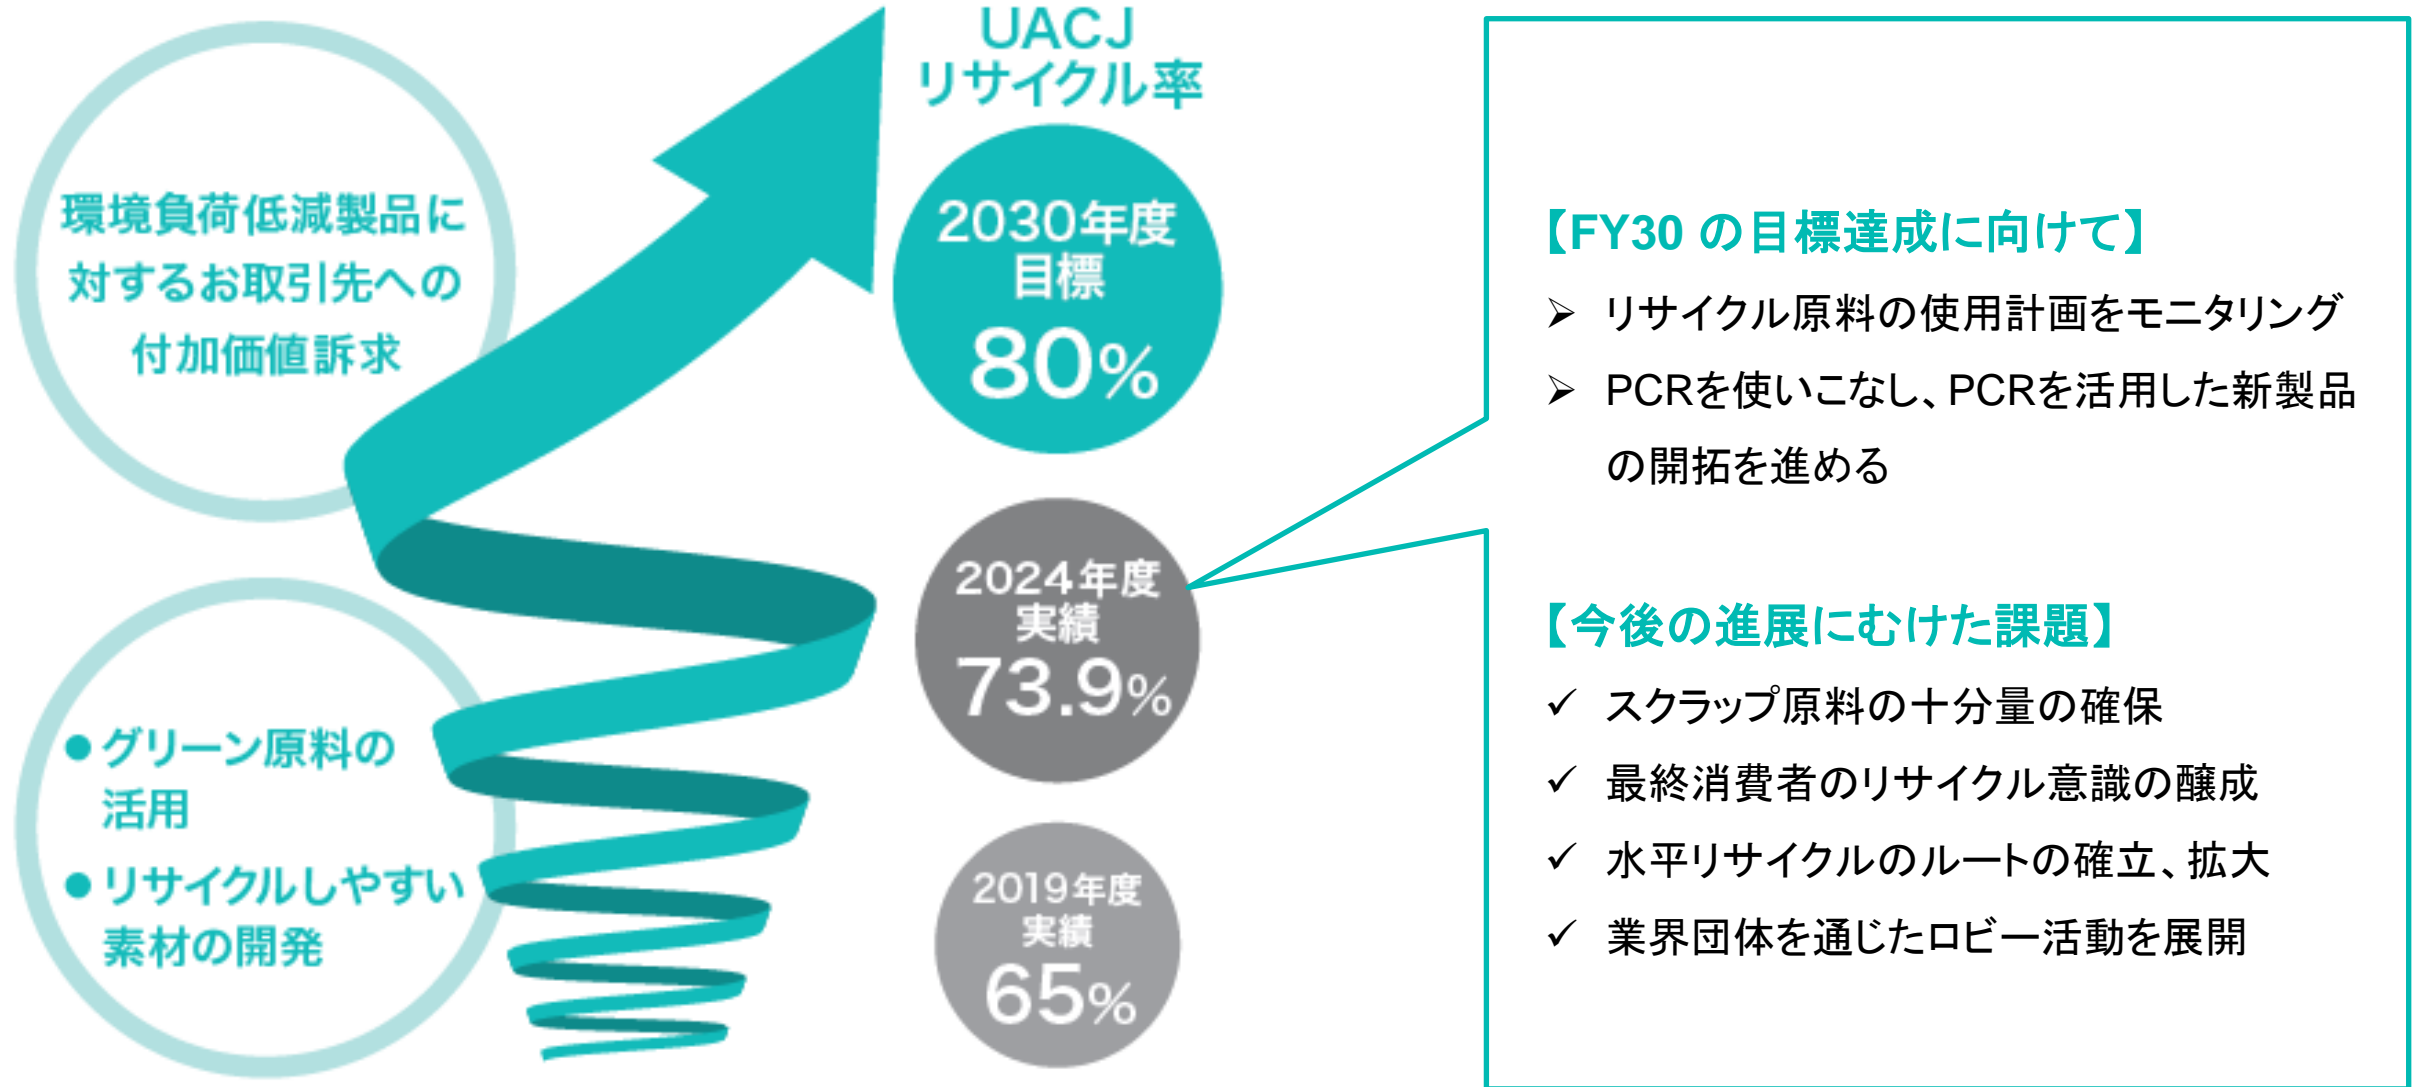 環境負荷低減製品に
対するお取引先への
付加価値訴求
●グリーン原料の
活用
●リサイクルしやすい
素材の開発
UACJ
リサイクル率
2030年度
目標
80%
2024年度
実績
73.9%
2019年度
実績
65%
【FY30 の目標達成に向けて】
➢ リサイクル原料の使用計画をモニタリング
➢ PCRを使いこなし、PCRを活用した新製品
の開拓を進める
【今後の進展にむけた課題】
✓ スクラップ原料の十分量の確保
✓ 最終消費者のリサイクル意識の醸成
✓ 水平リサイクルのルートの確立、拡大
✓ 業界団体を通じたロビー活動を展開